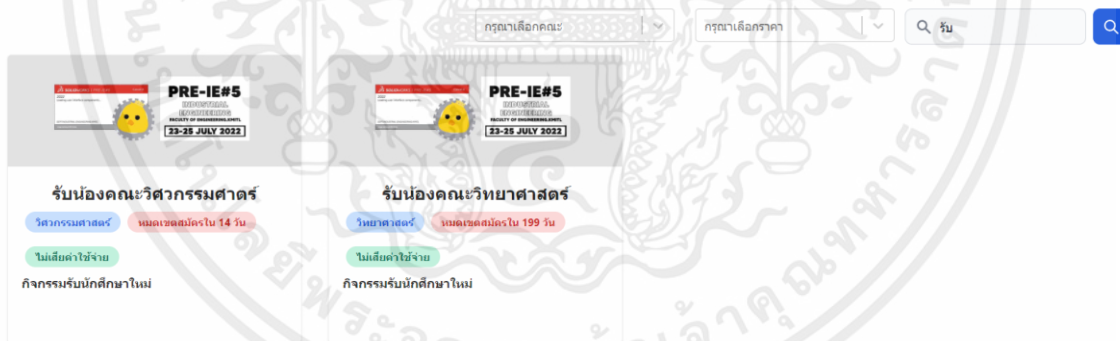 กรุณาเลือกคณะ
กรุณาเลือกราคา
รับ
PRE-IE#5
INDUSTRIAL
ENGINEERING
FACULTY OF ENGINEERING,KMITL
23-25 JULY 2022
PRE-IE#5
INDUSTRIAL
ENGINEERING
FACULTY OF ENGINEERING,KMITL
23-25 JULY 2022
รับน้องคณะวิศวกรรมศาตร์
วิศวกรรมศาสตร์
หมดเขตสมัครใน 14 วัน
ไม่เสียค่าใช้จ่าย
กิจกรรมรับนักศึกษาใหม่
รับน้องคณะวิทยาศาสตร์
วิทยาศาสตร์
หมดเขตสมัครใน 199 วัน
ไม่เสียค่าใช้จ่าย
กิจกรรมรับนักศึกษาใหม่